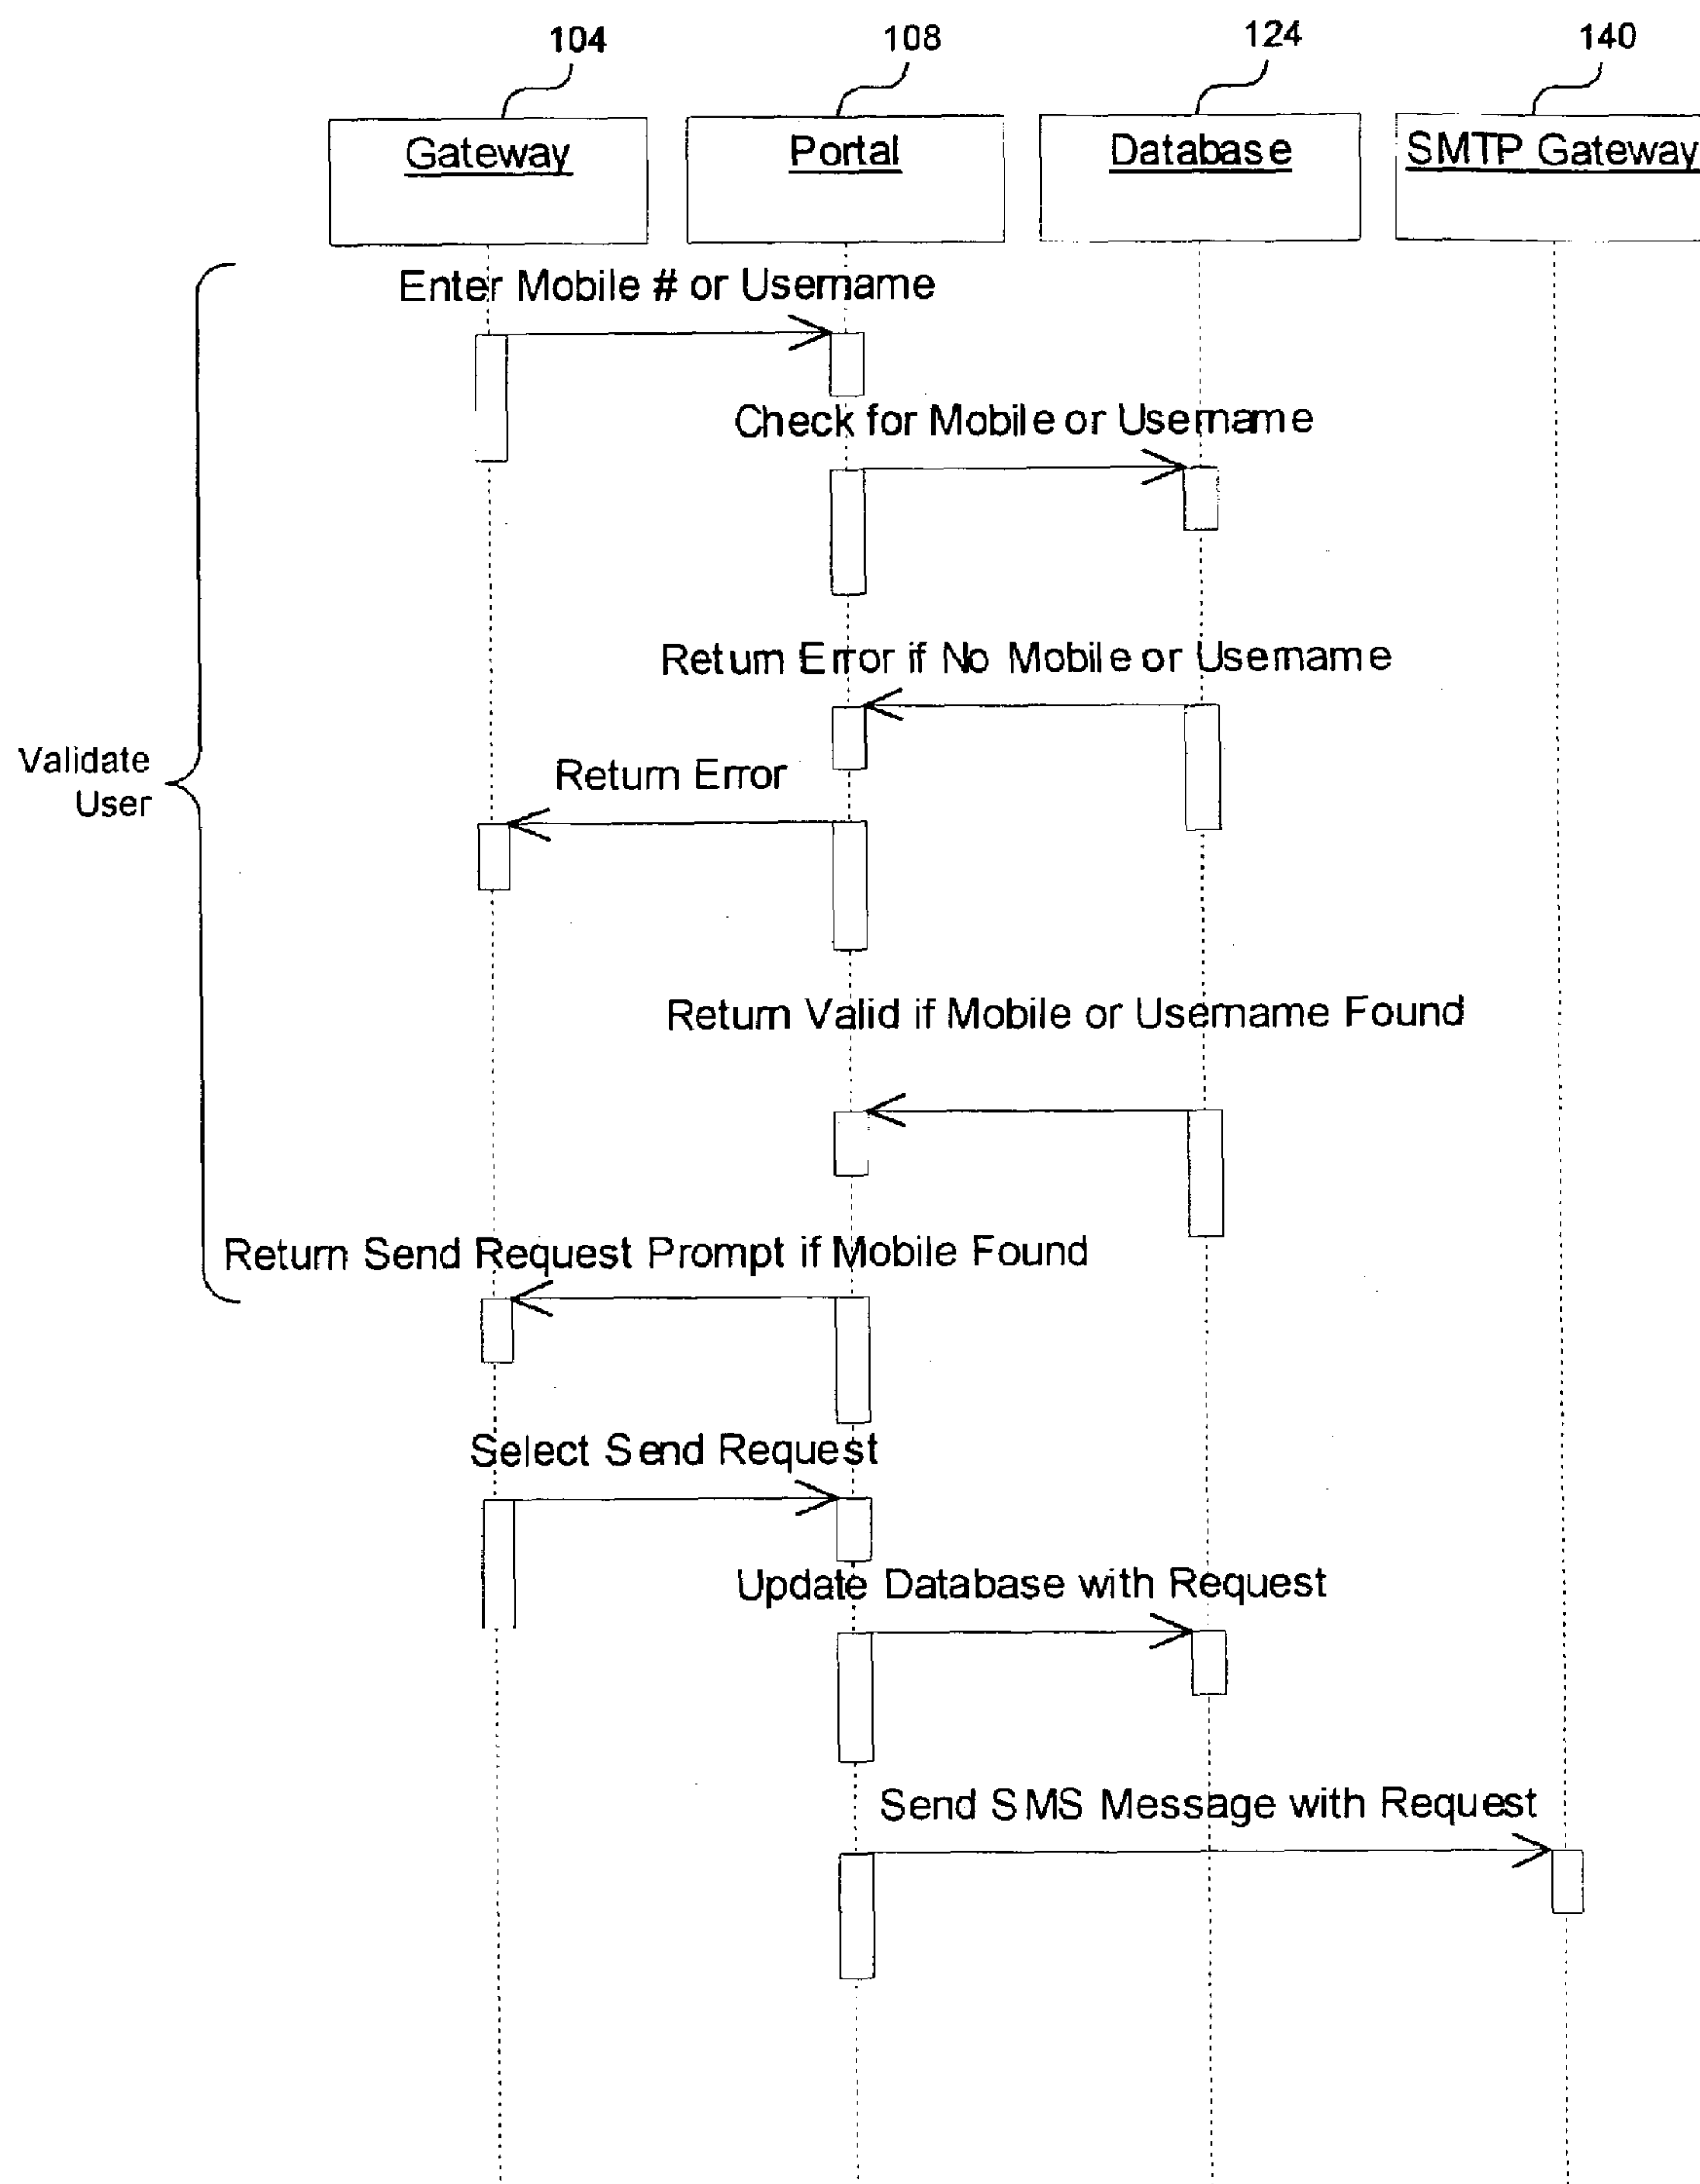 104
108
124
140
Gateway
Portal
Database
SMTP Gateway
Enter Mobile # or Username
Check for Mobile or Username
Return Error if No Mobile or Username
Validate
User
Return Error
Return Valid if Mobile or Username Found
Return Send Request Prompt if Mobile Found
Select Send Request
Update Database with Request
Send SMS Message with Request